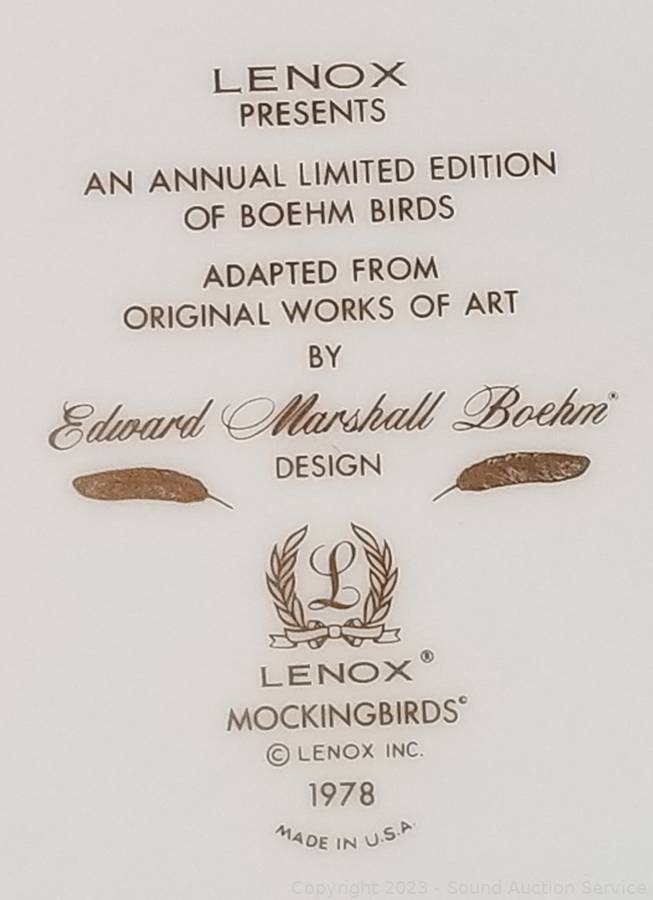 LENOX
PRESENTS
AN ANNUAL LIMITED EDITION
OF BOEHM BIRDS
ADAPTED FROM
ORIGINAL WORKS OF ART
BY
Edward Marshall Boehm®
DESIGN
L
LENOX®
MOCKINGBIRDS©
© LENOX INC.
1978
MADE IN U.S.A.
Copyright 2023 - Sound Auction Service